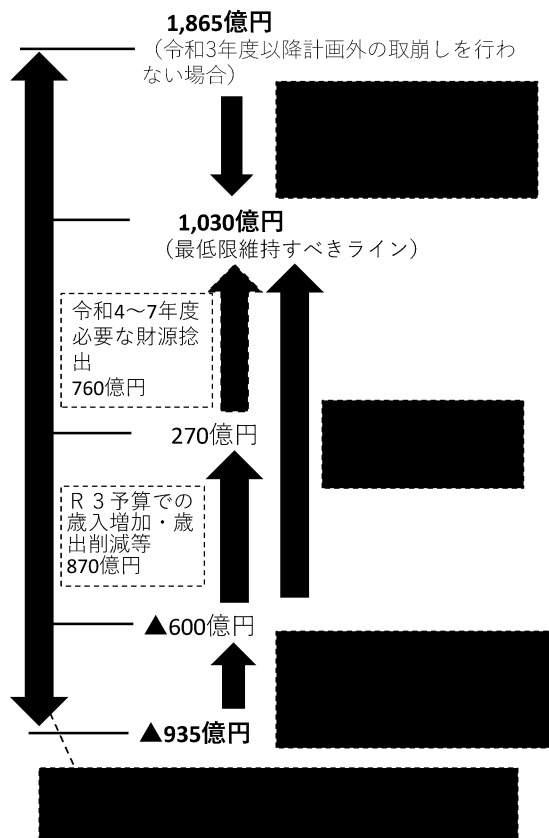 1,865億円
（令和3年度以降計画外の取崩しを行わ
ない場合）
1,030億円
（最低限維持すべきライン）
令和4～7年度
必要な財源捻
出
760億円
270億円
Ｒ３予算での
歳入増加・歳
出削減等
870億円
▲600億円
▲935億円